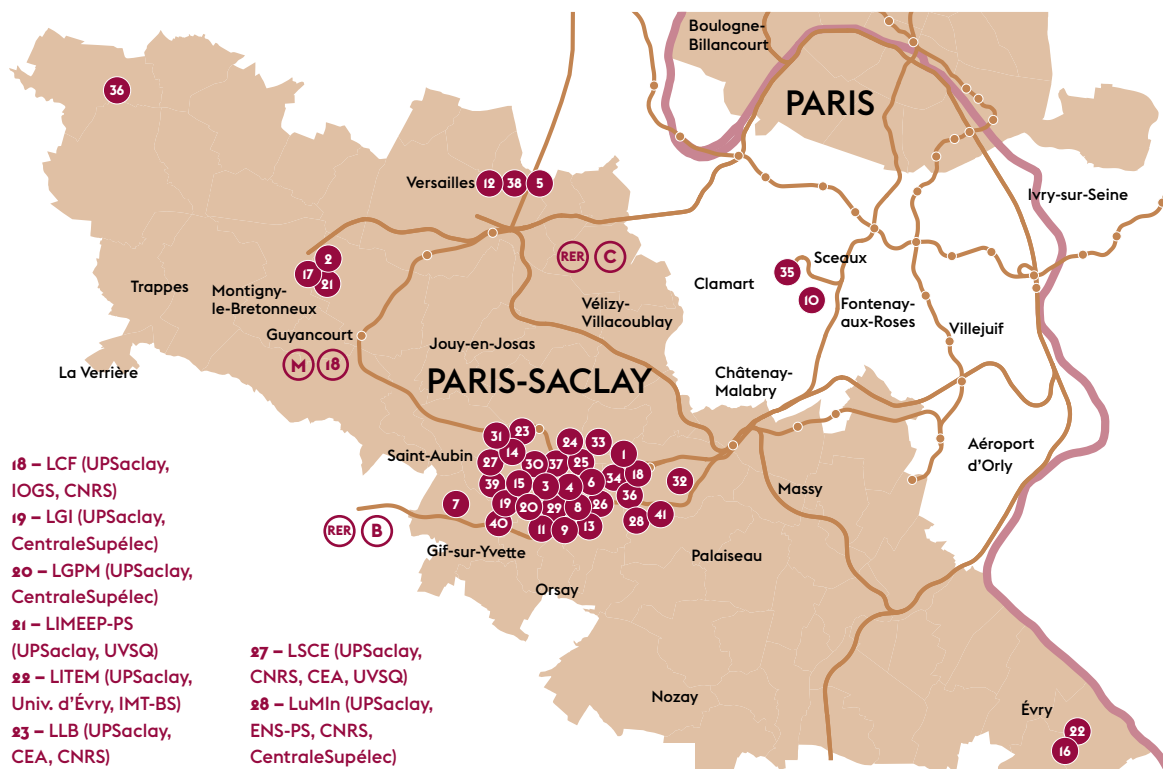 Boulogne-
Billancourt
PARIS
36
Versailles
12
38
5
Ivry-sur-Seine
RER
C
2
17
21
Sceaux
35
Clamart
10
Trappes
Montigny-
le-Bretonneux
Vélizy-
Villacoublay
Fontenay-
aux-Roses
Villejuif
Guyancourt
M
18
Jouy-en-Josas
La Verrière
PARIS-SACLAY
Châtenay-
Malabry
Aéroport
d'Orly
31
23
24
33
Saint-Aubin
14
1
27
30
37
25
34
18
32
39
15
3
4
6
36
7
19
20
29
8
26
28
41
40
11
9
13
Massy
RER
B
Gif-sur-Yvette
Palaiseau
Orsay
Nozay
Évry
22
16
18 – LCF (UPSaclay,
IOGS, CNRS)
19 – LGI (UPSaclay,
CentraleSupélec)
20 – LGPM (UPSaclay,
CentraleSupélec)
21 – LIMEEP-PS
(UPSaclay, UVSQ)
22 – LITEM (UPSaclay,
Univ. d'Évry, IMT-BS)
23 – LLB (UPSaclay,
CEA, CNRS)
27 – LSCE (UPSaclay,
CNRS, CEA, UVSQ)
28 – LuMIn (UPSaclay,
ENS-PS, CNRS,
CentraleSupélec)